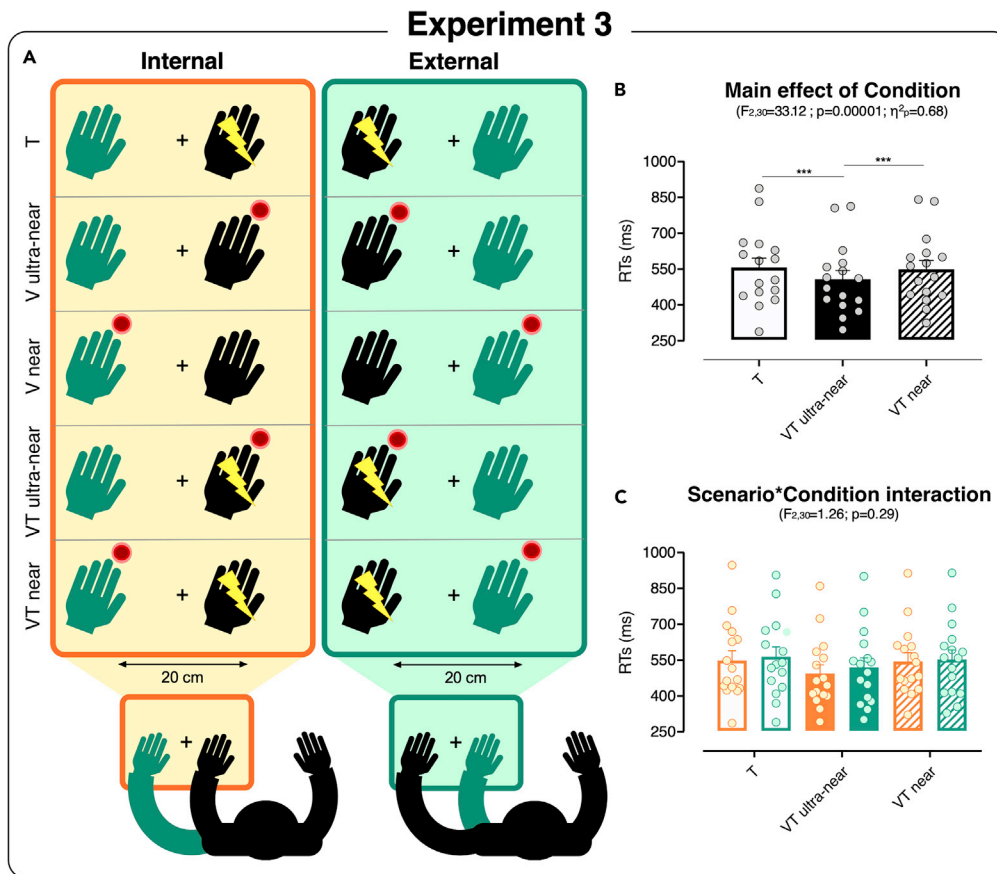 Experiment 3
A
Internal
External
T
+
+
V ultra-near
+
+
V near
+
+
VT ultra-near
+
+
VT near
+
+
20 cm
20 cm
+
+
B
Main effect of Condition
(F2,30=33.12 ; p=0.00001; η²p=0.68)
1000
850
700
550
400
250
RTs (ms)
***
***
T
VT ultra-near
VT near
C
Scenario*Condition interaction
(F2,30=1.26; p=0.29)
1000
850
700
550
400
250
RTs (ms)
T
VT ultra-near
VT near